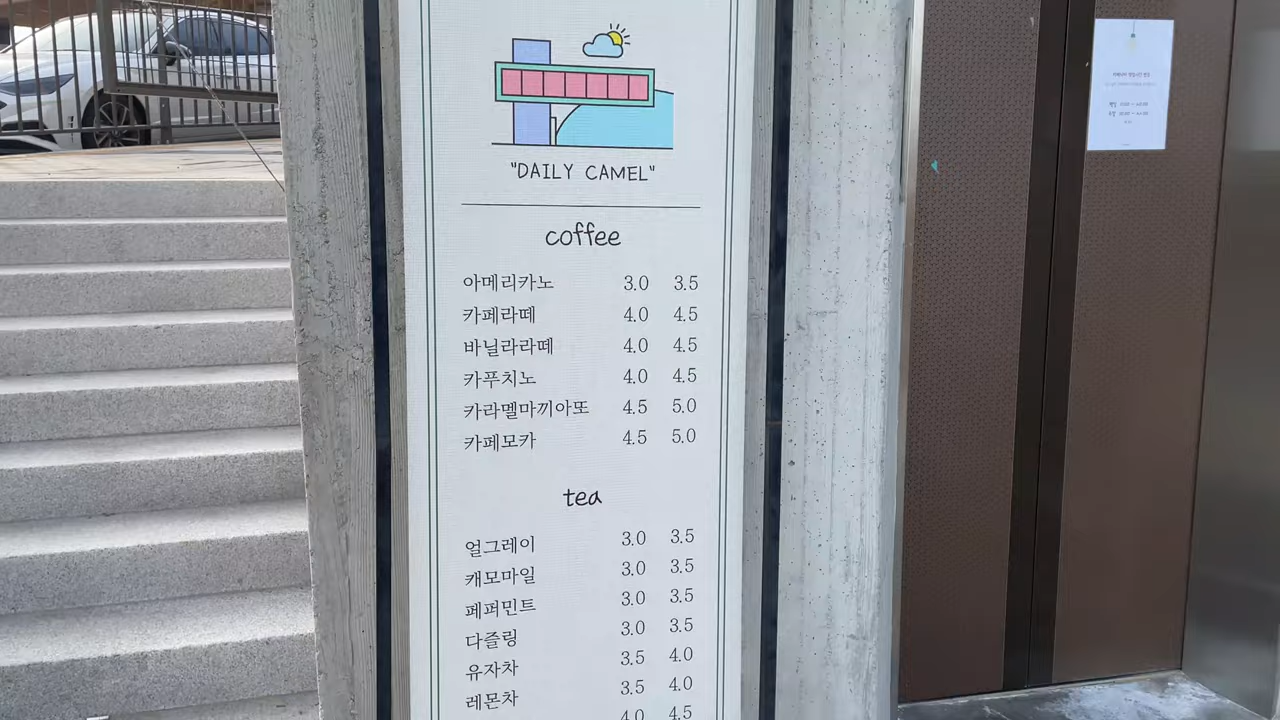 "DAILY CAMEL"
coffee
아메리카노 3.0 3.5
카페라떼 4.0 4.5
바닐라라떼 4.0 4.5
카푸치노 4.0 4.5
카라멜마끼아또 4.5 5.0
카페모카 4.5 5.0
tea
얼그레이 3.0 3.5
캐모마일 3.0 3.5
페퍼민트 3.0 3.5
다즐링 3.0 3.5
유자차 3.5 4.0
레몬차 3.5 4.0
4.0 4.5